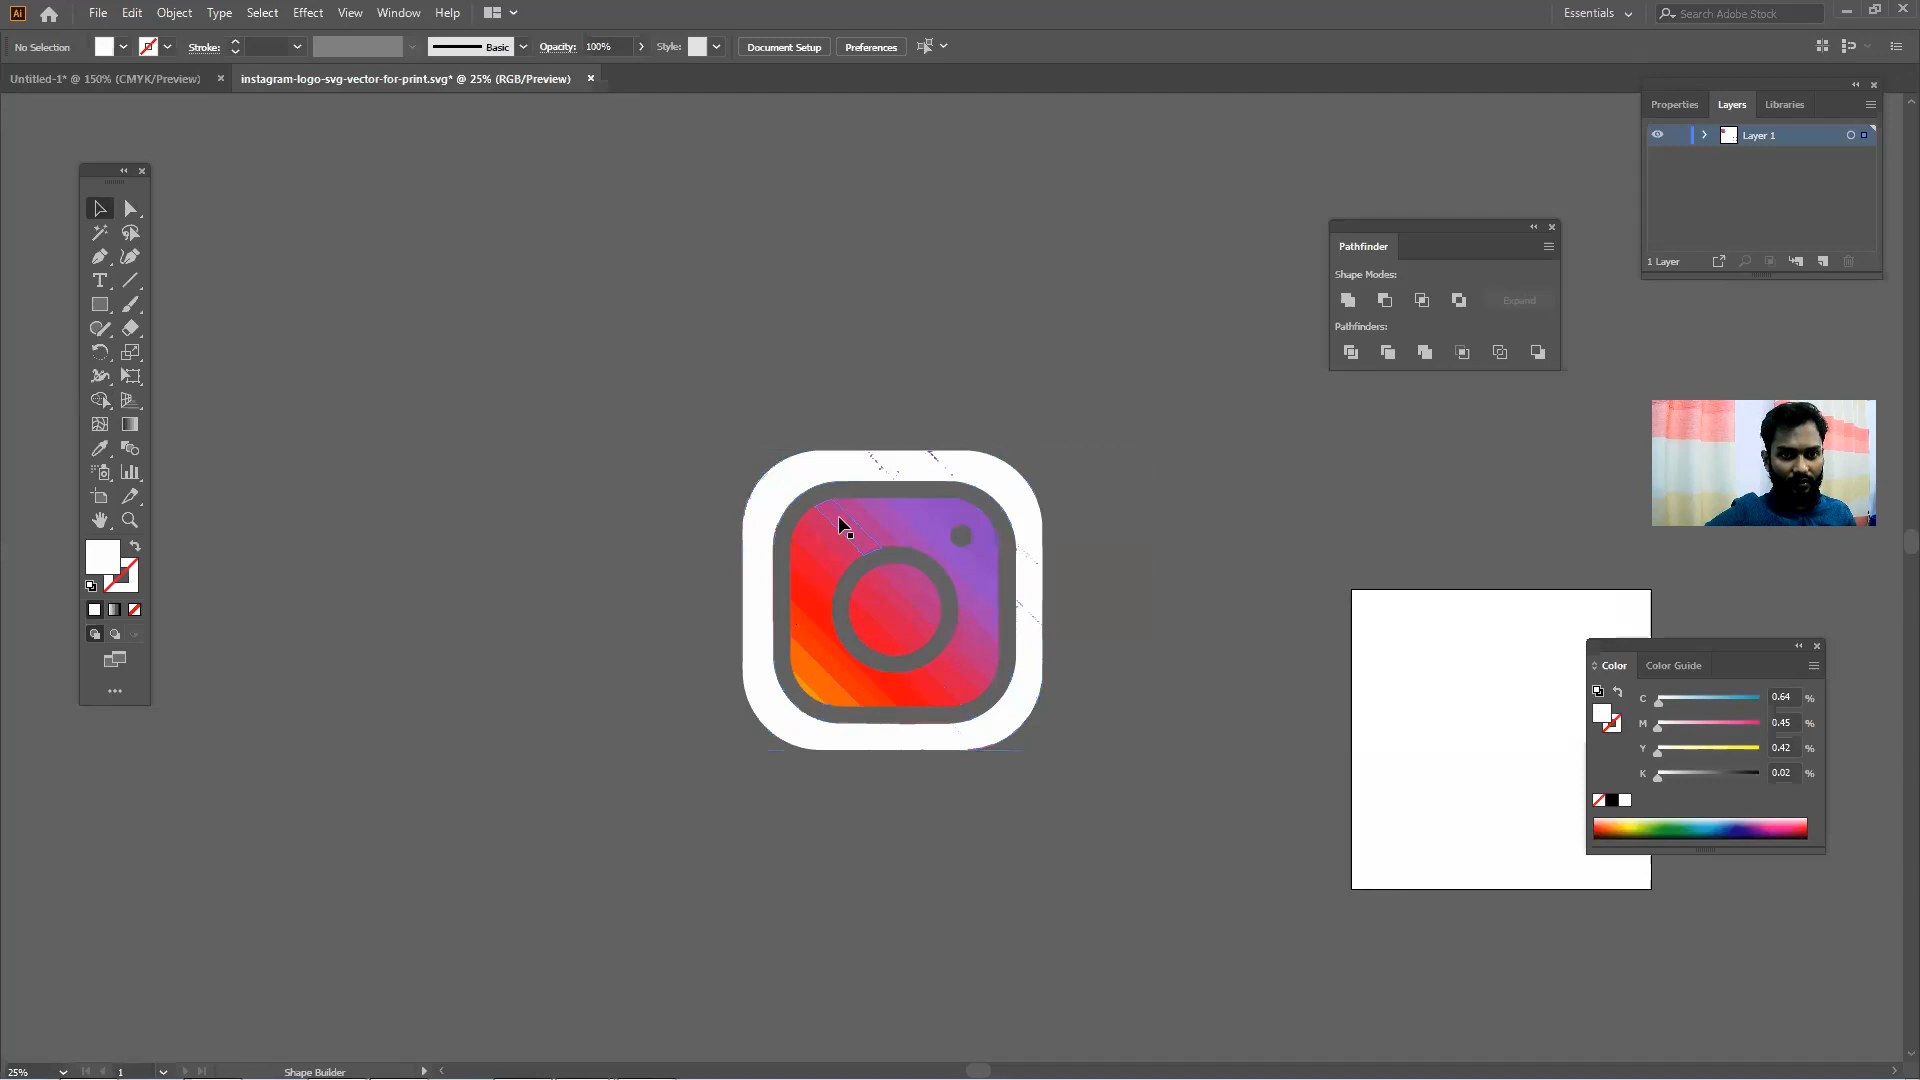 Ai File Edit Object Type Select Effect View Window Help Essentials Search Adobe Stock
No Selection Stroke: Basic Opacity: 100% Style: Document Setup Preferences
Untitled-1* @ 150% (CMYK/Preview) instagram-logo-svg-vector-for-print.svg* @ 25% (RGB/Preview)
Properties Layers Libraries
Layer 1
1 Layer
Pathfinder
Shape Modes:
Expand
Pathfinders:
Color Color Guide
C 0.64 %
M 0.45 %
Y 0.42 %
K 0.02 %
25% 1 Shape Builder